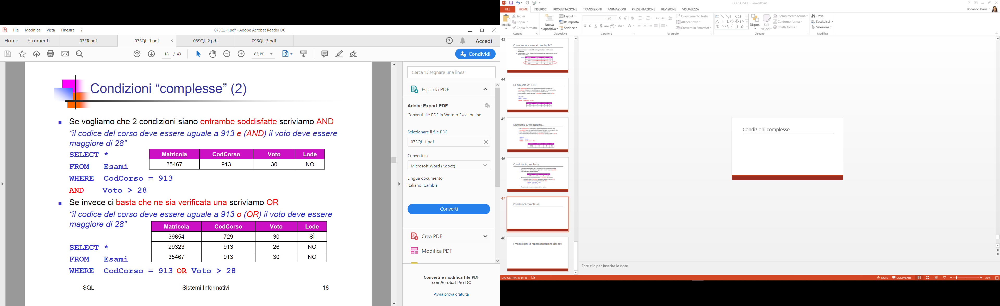 File Modifica Vista Finestra ?
07SQL-1.pdf - Adobe Acrobat Reader DC
Home Strumenti 03ER.pdf 07SQL-1.pdf × 08SQL-2.pdf 09SQL-3.pdf Accedi
18 / 43 83,1% Condividi
Condizioni “complesse” (2)
Se vogliamo che 2 condizioni siano entrambe soddisfatte scriviamo AND
“il codice del corso deve essere uguale a 913 e (AND) il voto deve essere
maggiore di 28”
SELECT *
FROM Esami
WHERE CodCorso = 913
AND Voto > 28
Matricola CodCorso Voto Lode
35467 913 30 NO
Se invece ci basta che ne sia verificata una scriviamo OR
“il codice del corso deve essere uguale a 913 o (OR) il voto deve essere
maggiore di 28”
Matricola CodCorso Voto Lode
39654 729 30 SÌ
29323 913 26 NO
35467 913 30 NO
SELECT *
FROM Esami
WHERE CodCorso = 913 OR Voto > 28
SQL Sistemi Informativi 18
Cerca 'Disegnare una linea'
Esporta PDF
Adobe Export PDF
Converti file PDF in Word o Excel online
Selezionare il file PDF
07SQL-1.pdf
Converti in
Microsoft Word (*.docx)
Lingua documento:
Italiano Cambia
Converti
Crea PDF
Modifica PDF
Converti e modifica file PDF
con Acrobat Pro DC
Avvia prova gratuita
CORSO SQL - PowerPoint
FILE HOME INSERISCI PROGETTAZIONE TRANSIZIONI ANIMAZIONI PRESENTAZIONE REVISIONE VISUALIZZA
Bonanno Daria
Incolla
Taglia
Copia
Copia formato
Appunti
Nuova
diapositiva
Layout
Reimposta
Sezione
Diapositive
20
G C S S abc AV Aa A
Carattere
Orientamento testo
Allinea testo
Converti in SmartArt
Paragrafo
Disponi
Stili
veloci
Riempimento forma
Contorno forma
Effetti forma
Disegno
Trova
Sostituisci
Seleziona
Modifica
43
Come vedere solo alcune tuple?
44
La clausola WHERE
45
Mettiamo tutto assieme...
46
Condizioni complesse
47
Condizioni complesse
48
I modelli per la rappresentazione dei dati
Condizioni complesse
Fare clic per inserire le note
DIAPOSITIVA 47 DI 48
NOTE COMMENTI 33%